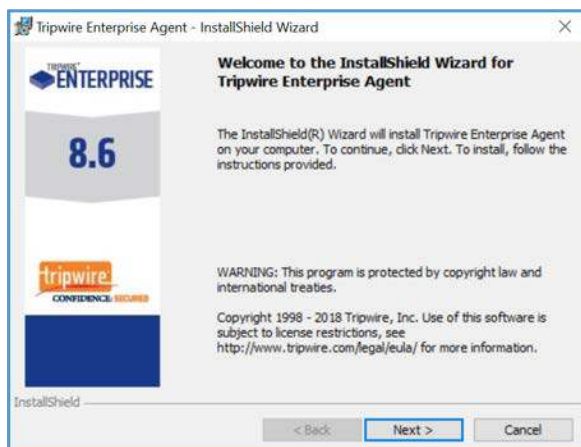 Tripwire Enterprise Agent - InstallShield Wizard
TRIPWIRE
ENTERPRISE
8.6
tripwire
CONFIDENCE: SECURED
Welcome to the InstallShield Wizard for
Tripwire Enterprise Agent
The InstallShield(R) Wizard will install Tripwire Enterprise Agent
on your computer. To continue, click Next. To install, follow the
instructions provided.
WARNING: This program is protected by copyright law and
international treaties.
Copyright 1998 - 2018 Tripwire, Inc. Use of this software is
subject to license restrictions, see
http://www.tripwire.com/legal/eula/ for more information.
InstallShield
< Back
Next >
Cancel